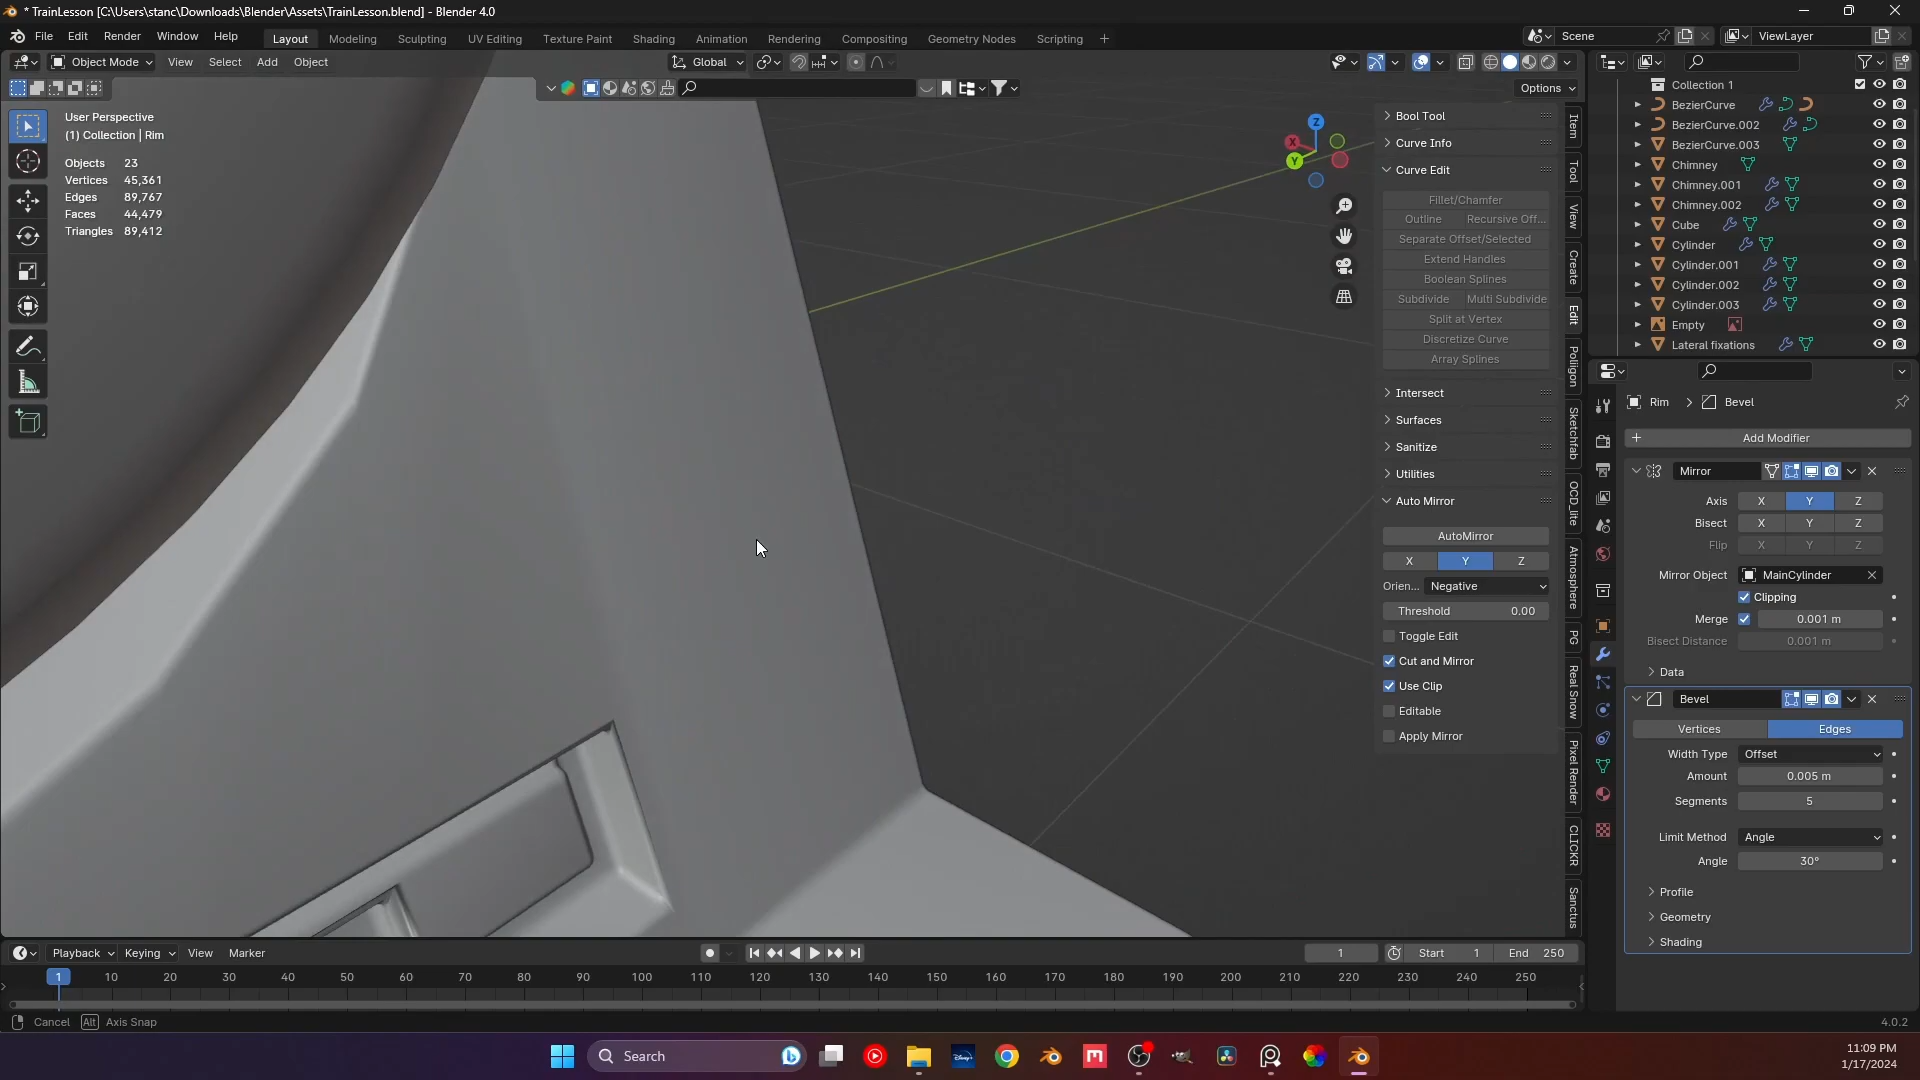 * TrainLesson [C:\Users\stanc\Downloads\Blender\Assets\TrainLesson.blend] - Blender 4.0
File Edit Render Window Help Layout Modeling Sculpting UV Editing Texture Paint Shading Animation Rendering Compositing Geometry Nodes Scripting + Scene ViewLayer
Object Mode View Select Add Object Global
Options
User Perspective
(1) Collection | Rim
Objects 23
Vertices 45,361
Edges 89,767
Faces 44,479
Triangles 89,412
Z
X
Y
Bool Tool
Curve Info
Curve Edit
Fillet/Chamfer
Outline Recursive Off...
Separate Offset/Selected
Extend Handles
Boolean Splines
Subdivide Multi Subdivide
Split at Vertex
Discretize Curve
Array Splines
Intersect
Surfaces
Sanitize
Utilities
Auto Mirror
AutoMirror
X Y Z
Orien... Negative
Threshold 0.00
Toggle Edit
Cut and Mirror
Use Clip
Editable
Apply Mirror
Item
Tool
View
Create
Edit
Poliigon
Sketchfab
OCD_lite
Atmosphere
PG
Real Snow
Pixel Render
CLICKR
Sanctus
Collection 1
BezierCurve
BezierCurve.002
BezierCurve.003
Chimney
Chimney.001
Chimney.002
Cube
Cylinder
Cylinder.001
Cylinder.002
Cylinder.003
Empty
Lateral fixations
Rim > Bevel
+ Add Modifier
Mirror
Axis X Y Z
Bisect X Y Z
Flip X Y Z
Mirror Object MainCylinder
Clipping
Merge 0.001 m
Bisect Distance 0.001 m
Data
Bevel
Vertices Edges
Width Type Offset
Amount 0.005 m
Segments 5
Limit Method Angle
Angle 30°
Profile
Geometry
Shading
Playback Keying View Marker 1 Start 1 End 250
1 10 20 30 40 50 60 70 80 90 100 110 120 130 140 150 160 170 180 190 200 210 220 230 240 250
Cancel Alt Axis Snap 4.0.2
Search
11:09 PM
1/17/2024